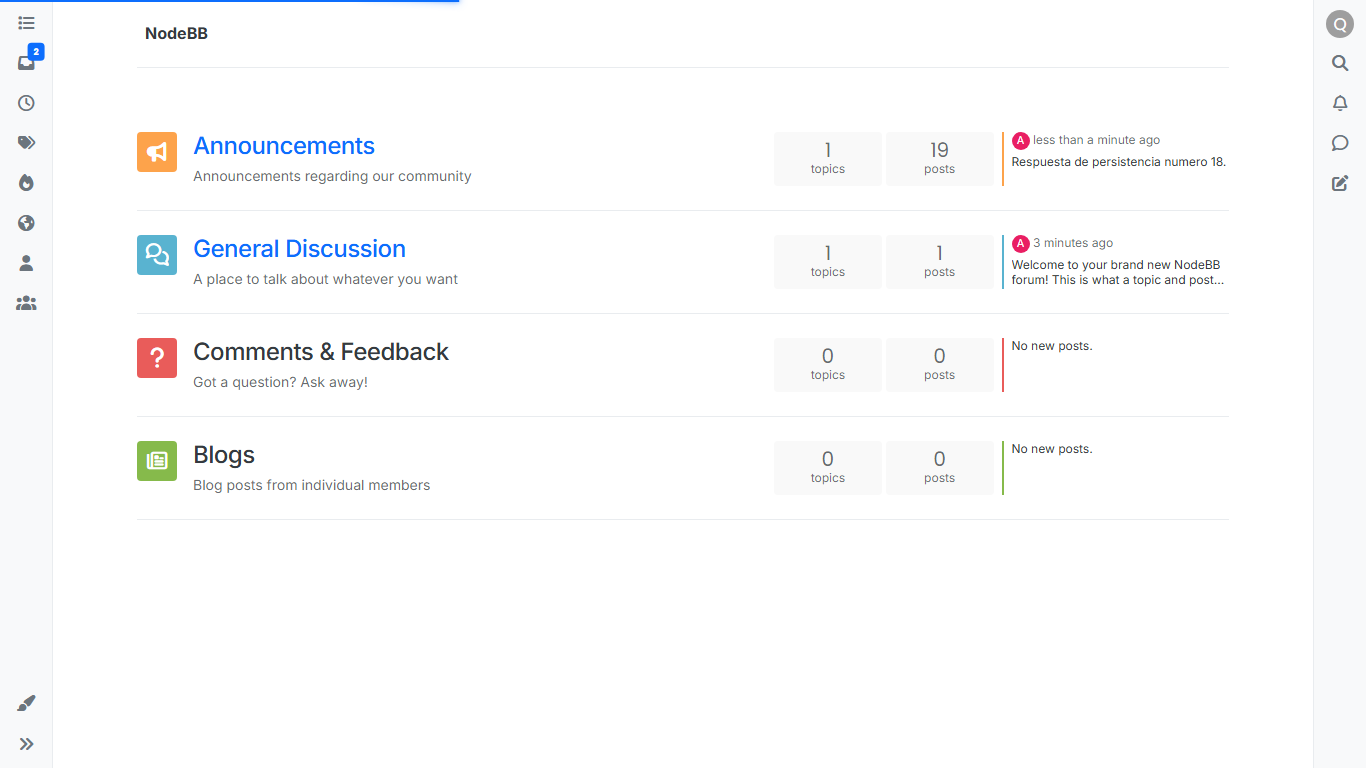 2
NodeBB
Q
Announcements
Announcements regarding our community
1
topics
19
posts
A less than a minute ago
Respuesta de persistencia numero 18.
General Discussion
A place to talk about whatever you want
1
topics
1
posts
A 3 minutes ago
Welcome to your brand new NodeBB
forum! This is what a topic and post...
Comments & Feedback
Got a question? Ask away!
0
topics
0
posts
No new posts.
Blogs
Blog posts from individual members
0
topics
0
posts
No new posts.